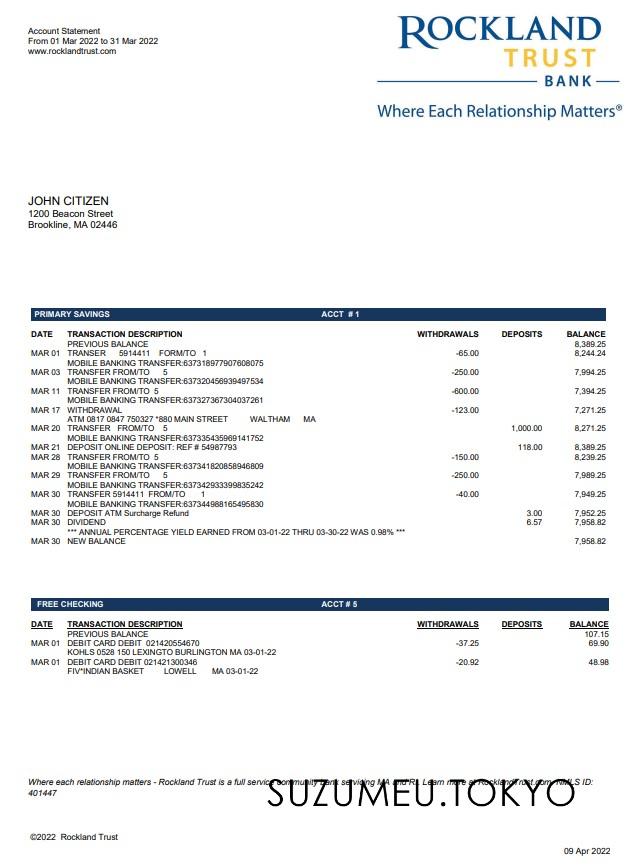 Account Statement
From 01 Mar 2022 to 31 Mar 2022
www.rocklandtrust.com
ROCKLAND
TRUST
BANK
Where Each Relationship Matters®
JOHN CITIZEN
1200 Beacon Street
Brookline, MA 02446
PRIMARY SAVINGS ACCT # 1
DATE TRANSACTION DESCRIPTION WITHDRAWALS DEPOSITS BALANCE
PREVIOUS BALANCE 8,389.25
MAR 01 TRANSER 5914411 FORM/TO 1 -65.00 8,244.24
MOBILE BANKING TRANSFER:637318977907608075
MAR 03 TRANSFER FROM/TO 5 -250.00 7,994.25
MOBILE BANKING TRANSFER:637320456939497534
MAR 11 TRANSFER FROM/TO 5 -600.00 7,394.25
MOBILE BANKING TRANSFER:637327367304037261
MAR 17 WITHDRAWAL -123.00 7,271.25
ATM 0817 0847 750327 *880 MAIN STREET WALTHAM MA
MAR 20 TRANSFER FROM/TO 5 1,000.00 8,271.25
MOBILE BANKING TRANSFER:637335435969141752
MAR 21 DEPOSIT ONLINE DEPOSIT: REF # 54987793 118.00 8,389.25
MAR 28 TRANSFER FROM/TO 5 -150.00 8,239.25
MOBILE BANKING TRANSFER:637341820858946809
MAR 29 TRANSFER FROM/TO 5 -250.00 7,989.25
MOBILE BANKING TRANSFER:637342933399835242
MAR 30 TRANSFER 5914411 FROM/TO 1 -40.00 7,949.25
MOBILE BANKING TRANSFER:637344988165495830
MAR 30 DEPOSIT ATM Surcharge Refund 3.00 7,952.25
MAR 30 DIVIDEND 6.57 7,958.82
*** ANNUAL PERCENTAGE YIELD EARNED FROM 03-01-22 THRU 03-30-22 WAS 0.98% ***
MAR 30 NEW BALANCE 7,958.82
FREE CHECKING ACCT # 5
DATE TRANSACTION DESCRIPTION WITHDRAWALS DEPOSITS BALANCE
PREVIOUS BALANCE 107.15
MAR 01 DEBIT CARD DEBIT 021420554670 -37.25 69.90
KOHLS 0528 150 LEXINGTO BURLINGTON MA 03-01-22
MAR 01 DEBIT CARD DEBIT 021421300346 -20.92 48.98
FIV*INDIAN BASKET LOWELL MA 03-01-22
Where each relationship matters - Rockland Trust is a full service community bank servicing MA and RI. Learn more at RocklandTrust.com. NMLS ID:
401447
SUZUMEU.TOKYO
©2022 Rockland Trust
09 Apr 2022